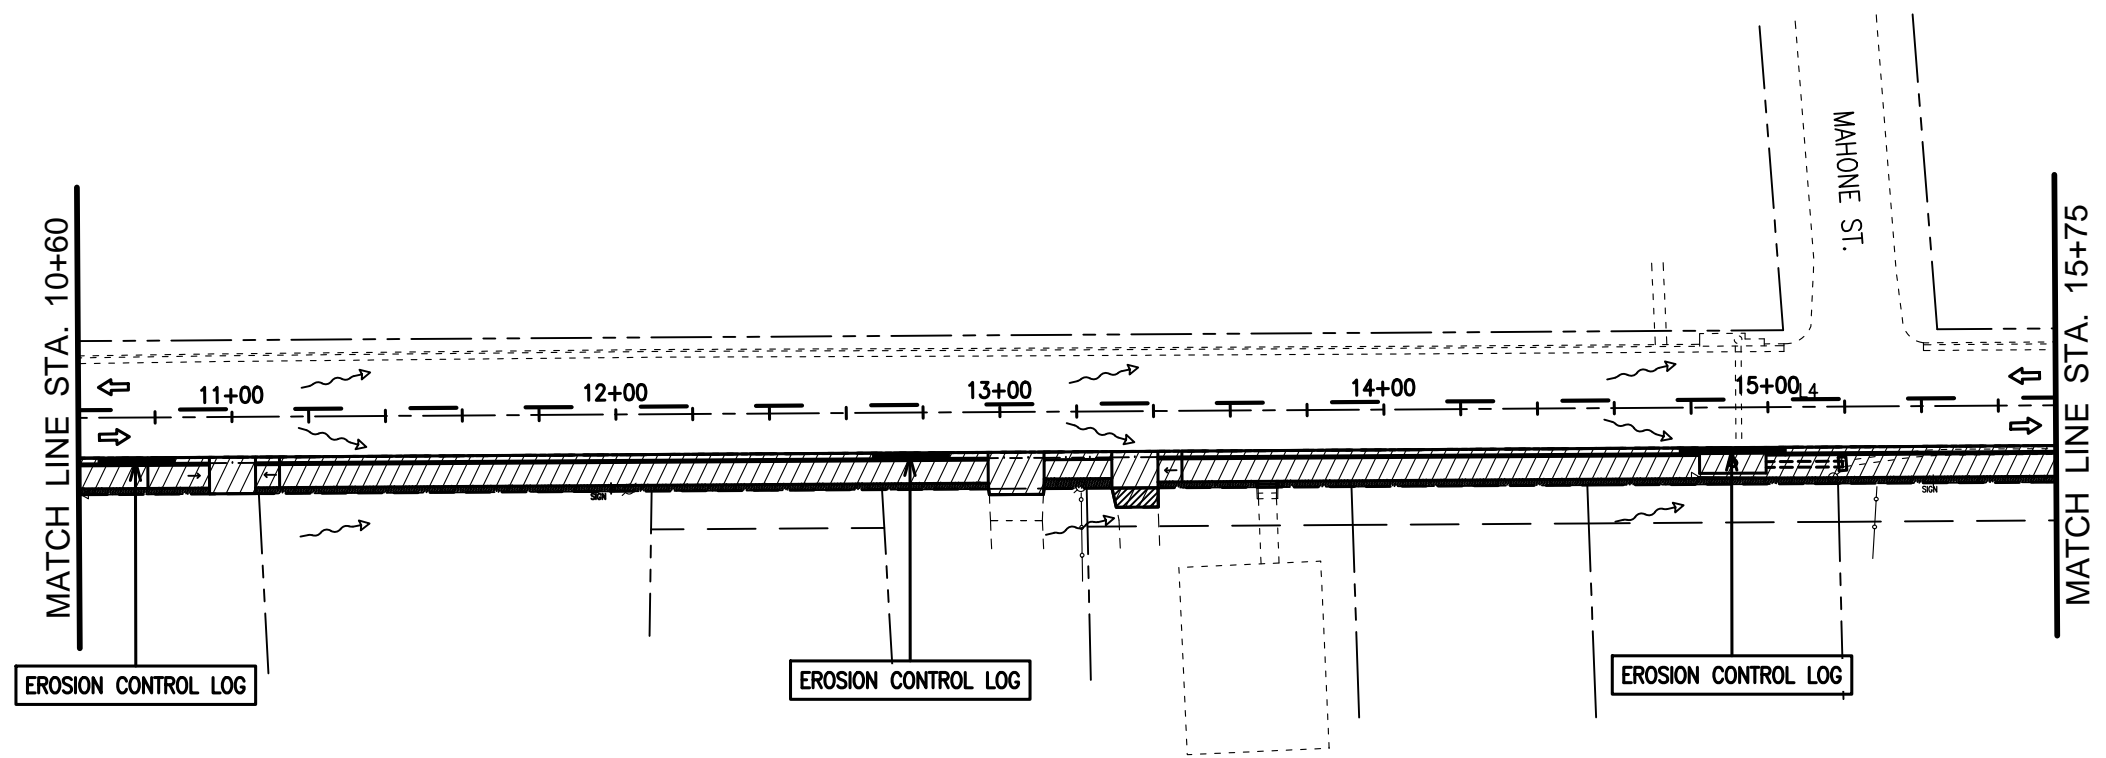 MAHONE ST.
MATCH LINE STA. 10+60
MATCH LINE STA. 15+75
11+00
12+00
13+00
14+00
15+00
L4
SIGN
SIGN
EROSION CONTROL LOG
EROSION CONTROL LOG
EROSION CONTROL LOG